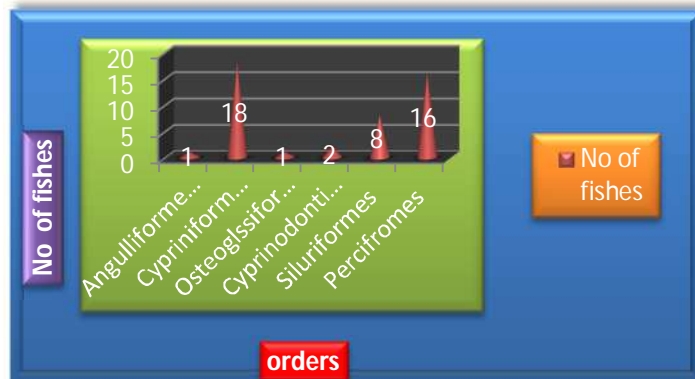 20
15
10
5
0
1
18
1
2
8
16
Angulliforme...
Cypriniform...
Osteoglssifor...
Cyprinodonti...
Siluriformes
Percifromes
No of fishes
orders
No of
fishes